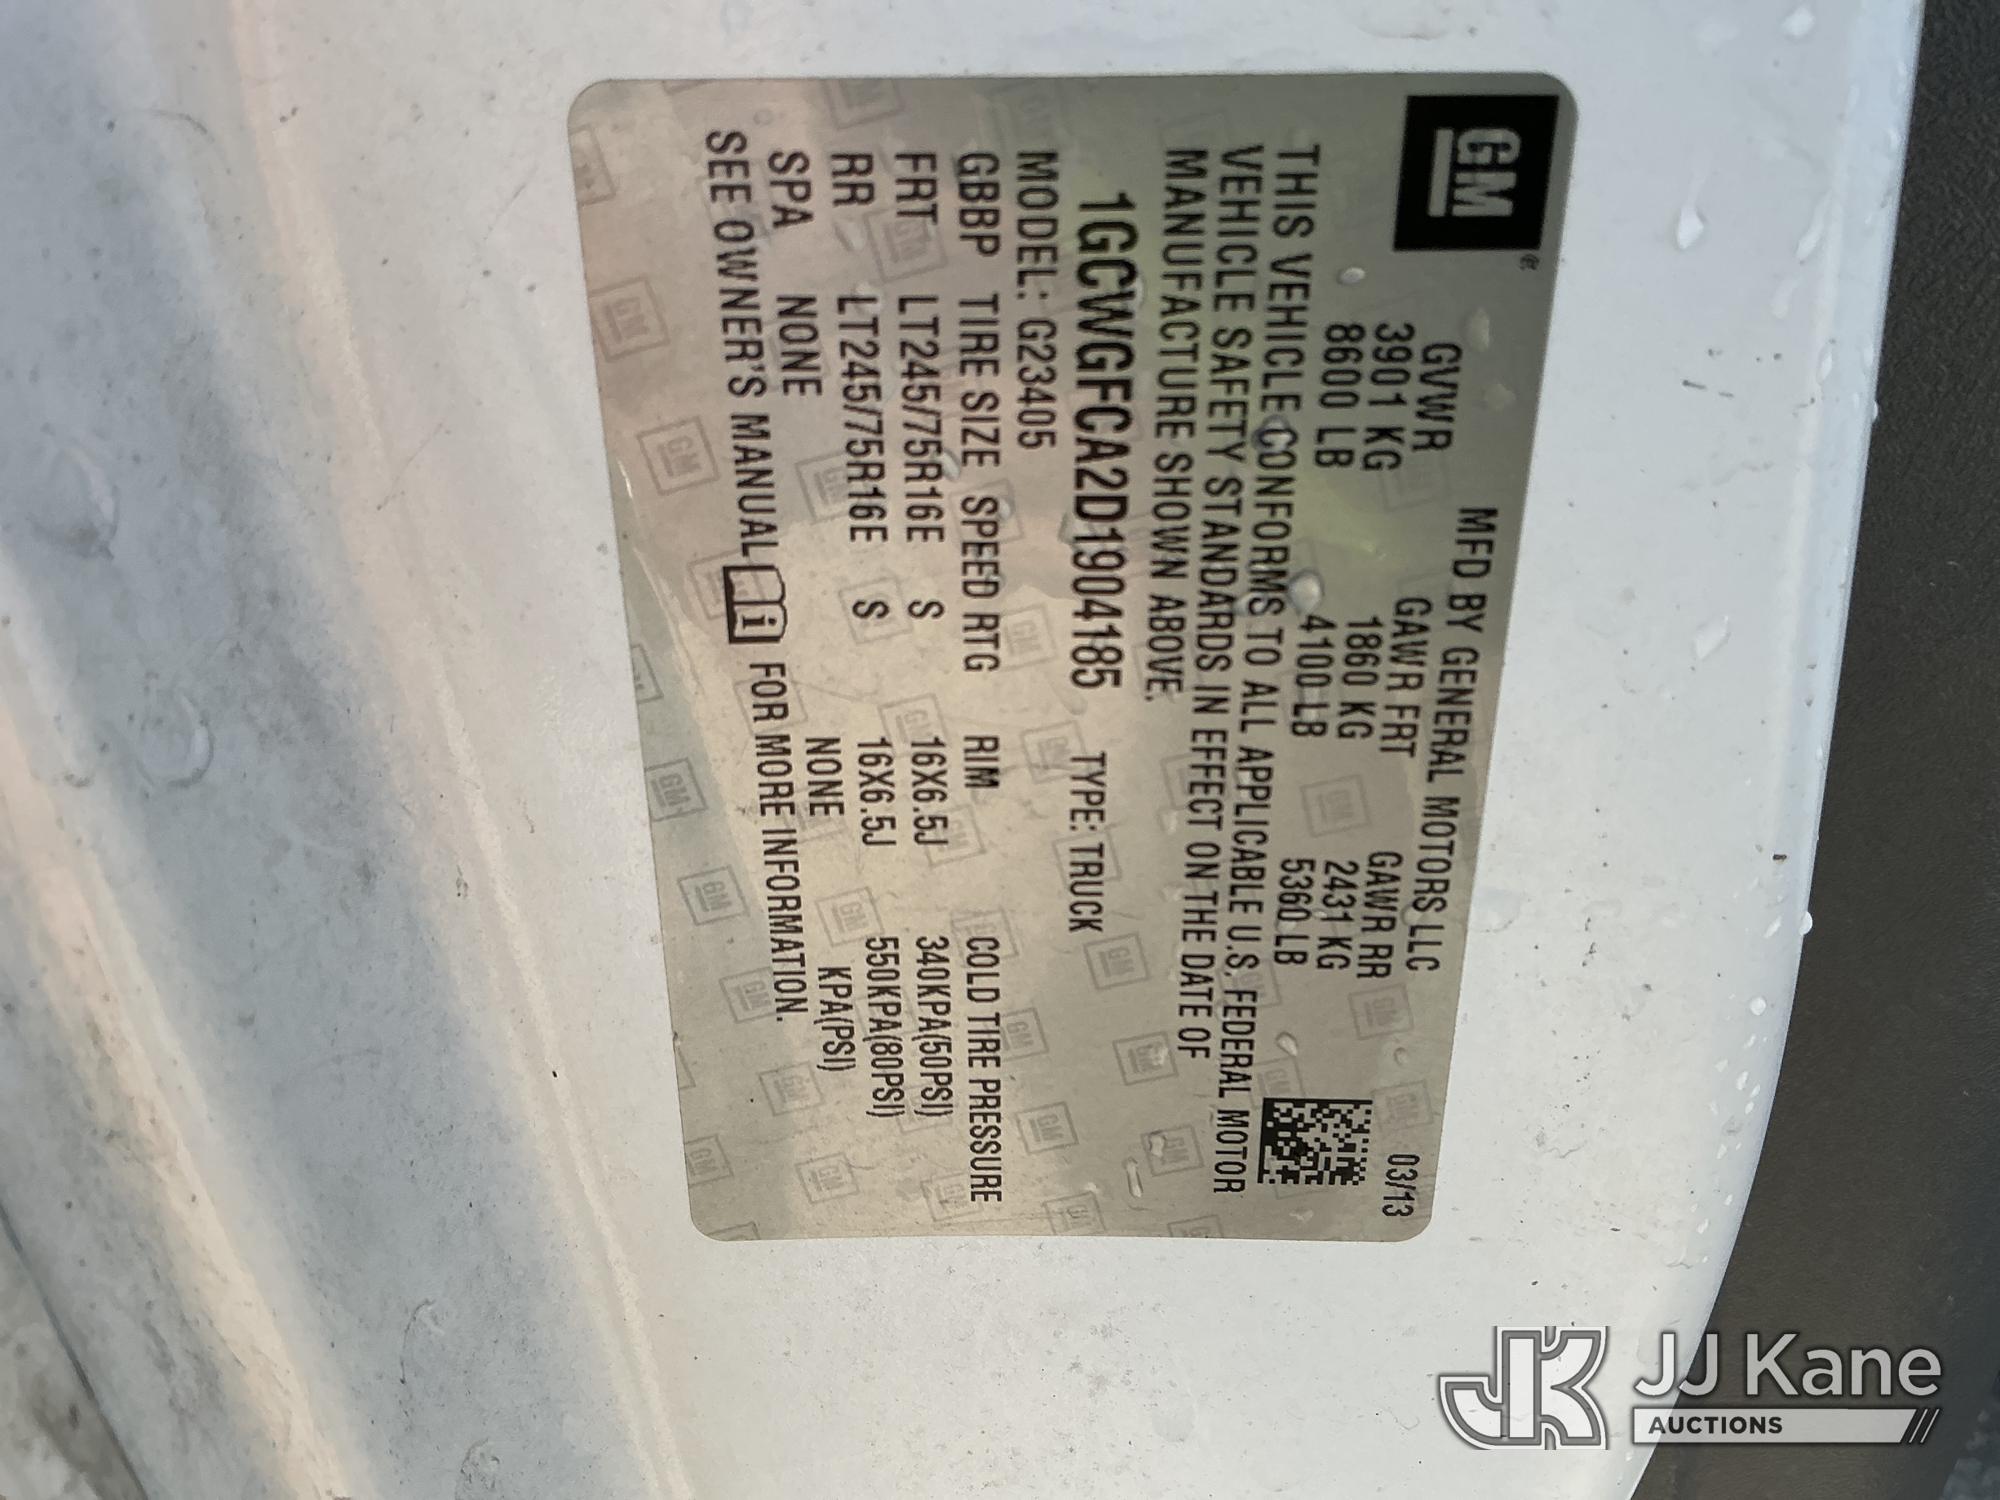 GM®
MFD BY GENERAL MOTORS LLC 03/13
GVWR GAWR FRT GAWR RR
3901 KG 1860 KG 2431 KG
8600 LB 4100 LB 5360 LB
THIS VEHICLE CONFORMS TO ALL APPLICABLE U.S. FEDERAL MOTOR
VEHICLE SAFETY STANDARDS IN EFFECT ON THE DATE OF
MANUFACTURE SHOWN ABOVE.
1GCWGFCA2D1904185 TYPE: TRUCK
MODEL: G23405
GBBP TIRE SIZE SPEED RTG RIM COLD TIRE PRESSURE
FRT LT245/75R16E S 16X6.5J 340KPA(50PSI)
RR LT245/75R16E S 16X6.5J 550KPA(80PSI)
SPA NONE NONE KPA(PSI)
SEE OWNER'S MANUAL i FOR MORE INFORMATION.
JK JJ Kane
AUCTIONS